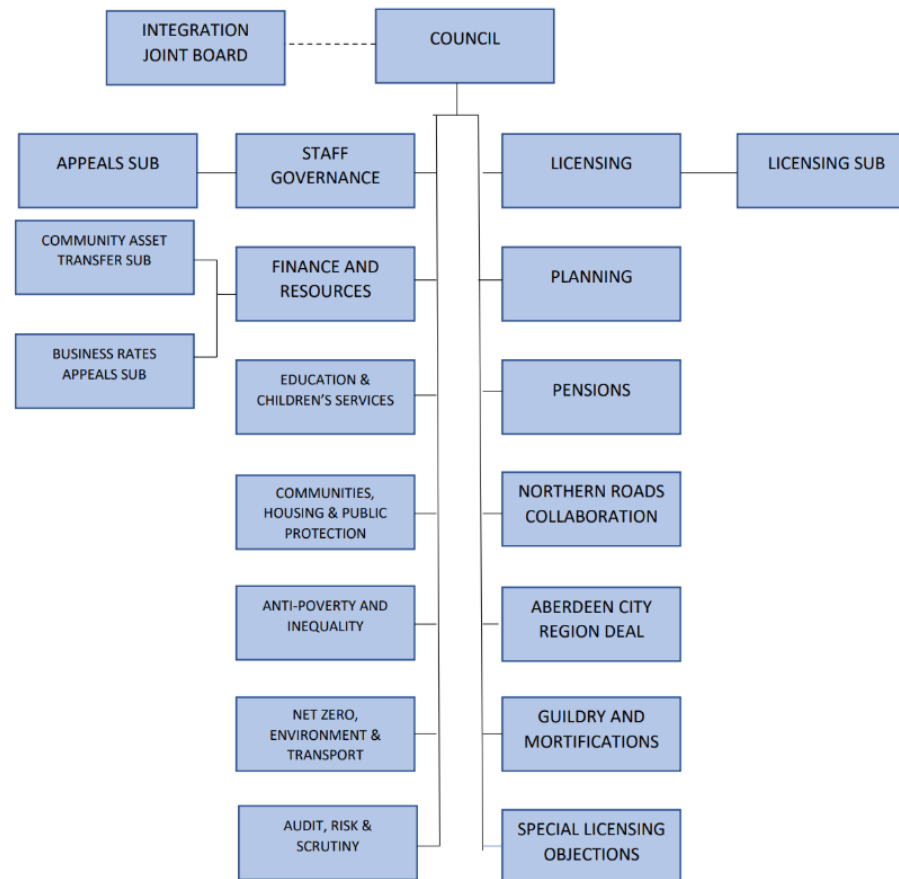 INTEGRATION
JOINT BOARD
COUNCIL
APPEALS SUB
STAFF
GOVERNANCE
LICENSING
LICENSING SUB
COMMUNITY ASSET
TRANSFER SUB
FINANCE AND
RESOURCES
PLANNING
BUSINESS RATES
APPEALS SUB
EDUCATION &
CHILDREN’S SERVICES
PENSIONS
COMMUNITIES,
HOUSING & PUBLIC
PROTECTION
NORTHERN ROADS
COLLABORATION
ANTI-POVERTY AND
INEQUALITY
ABERDEEN CITY
REGION DEAL
NET ZERO,
ENVIRONMENT &
TRANSPORT
GUILDRY AND
MORTIFICATIONS
AUDIT, RISK &
SCRUTINY
SPECIAL LICENSING
OBJECTIONS